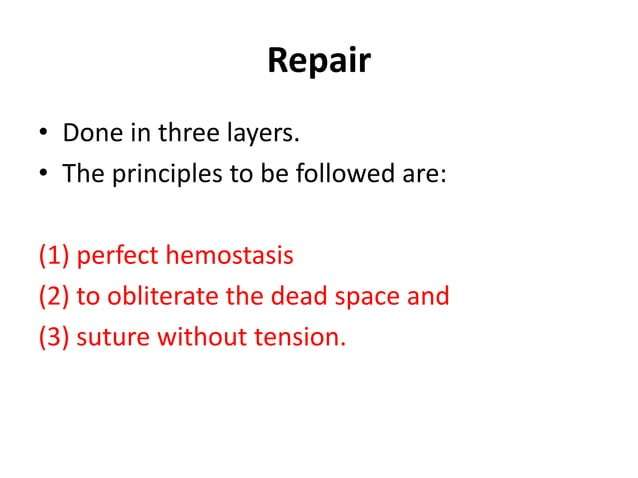 Repair
• Done in three layers.
• The principles to be followed are:
(1) perfect hemostasis
(2) to obliterate the dead space and
(3) suture without tension.